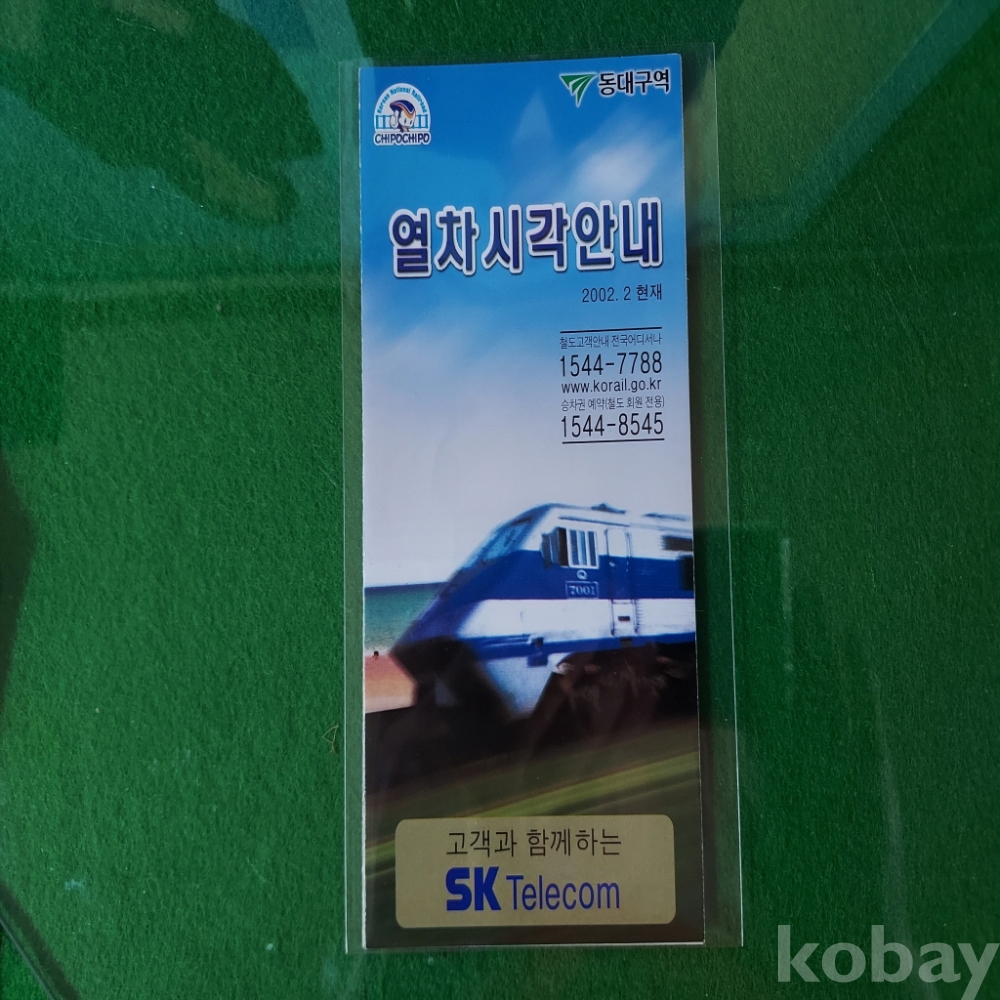 Korean National Railroad
CHIPOCHIPO
동대구역
열차시각안내
2002. 2 현재
철도고객안내 전국어디서나
1544-7788
www.korail.go.kr
승차권 예약(철도 회원 전용)
1544-8545
7001
고객과 함께하는
SK Telecom
kobay